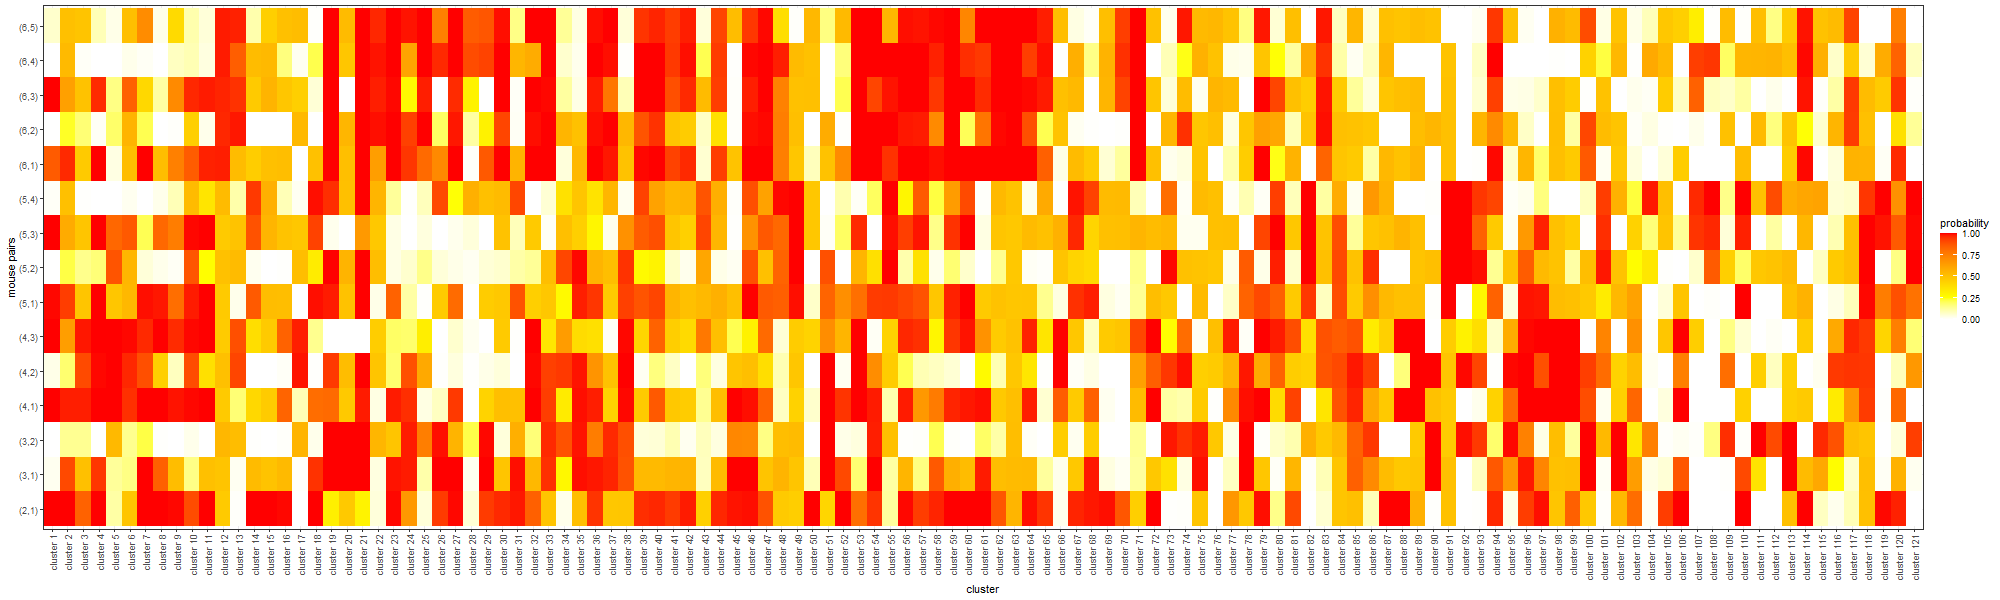 (6,5)
(6,4)
(6,3)
(6,2)
(6,1)
(5,4)
(5,3)
(5,2)
(5,1)
(4,3)
(4,2)
(4,1)
(3,2)
(3,1)
(2,1)
mouse pairs
cluster 1
cluster 2
cluster 3
cluster 4
cluster 5
cluster 6
cluster 7
cluster 8
cluster 9
cluster 10
cluster 11
cluster 12
cluster 13
cluster 14
cluster 15
cluster 16
cluster 17
cluster 18
cluster 19
cluster 20
cluster 21
cluster 22
cluster 23
cluster 24
cluster 25
cluster 26
cluster 27
cluster 28
cluster 29
cluster 30
cluster 31
cluster 32
cluster 33
cluster 34
cluster 35
cluster 36
cluster 37
cluster 38
cluster 39
cluster 40
cluster 41
cluster 42
cluster 43
cluster 44
cluster 45
cluster 46
cluster 47
cluster 48
cluster 49
cluster 50
cluster 51
cluster 52
cluster 53
cluster 54
cluster 55
cluster 56
cluster 57
cluster 58
cluster 59
cluster 60
cluster 61
cluster 62
cluster 63
cluster 64
cluster 65
cluster 66
cluster 67
cluster 68
cluster 69
cluster 70
cluster 71
cluster 72
cluster 73
cluster 74
cluster 75
cluster 76
cluster 77
cluster 78
cluster 79
cluster 80
cluster 81
cluster 82
cluster 83
cluster 84
cluster 85
cluster 86
cluster 87
cluster 88
cluster 89
cluster 90
cluster 91
cluster 92
cluster 93
cluster 94
cluster 95
cluster 96
cluster 97
cluster 98
cluster 99
cluster 100
cluster 101
cluster 102
cluster 103
cluster 104
cluster 105
cluster 106
cluster 107
cluster 108
cluster 109
cluster 110
cluster 111
cluster 112
cluster 113
cluster 114
cluster 115
cluster 116
cluster 117
cluster 118
cluster 119
cluster 120
cluster 121
cluster
probability
1.00
0.75
0.50
0.25
0.00